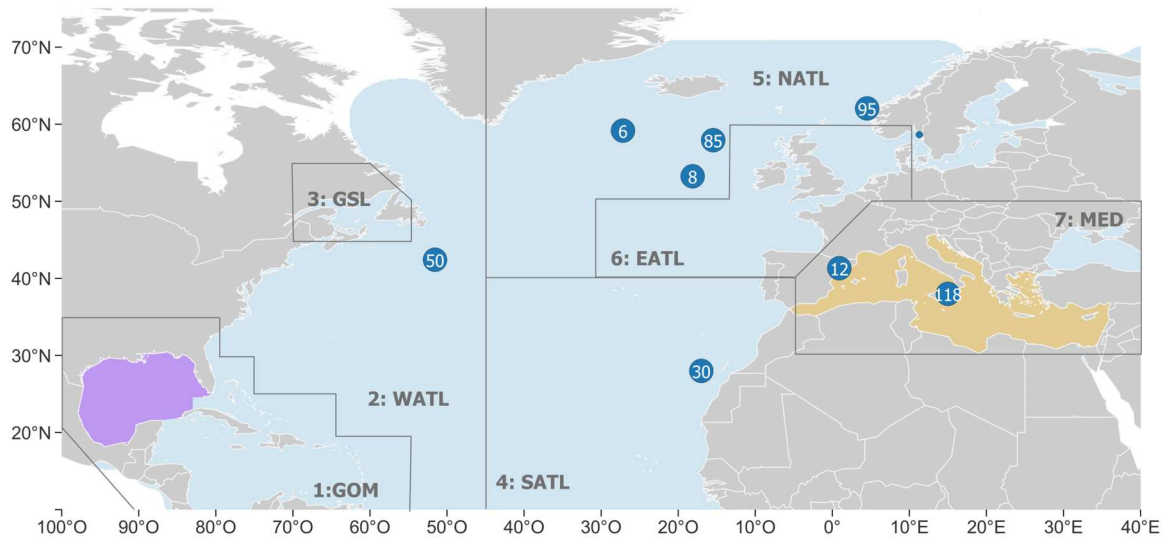 70°N
5: NATL
95
60°N
6
85
8
50°N
3: GSL
7: MED
50
6: EATL
12
40°N
118
30°N
30
2: WATL
20°N
1:GOM
4: SATL
100°O 90°O 80°O 70°O 60°O 50°O 40°O 30°O 20°O 10°O 0° 10°E 20°E 30°E 40°E